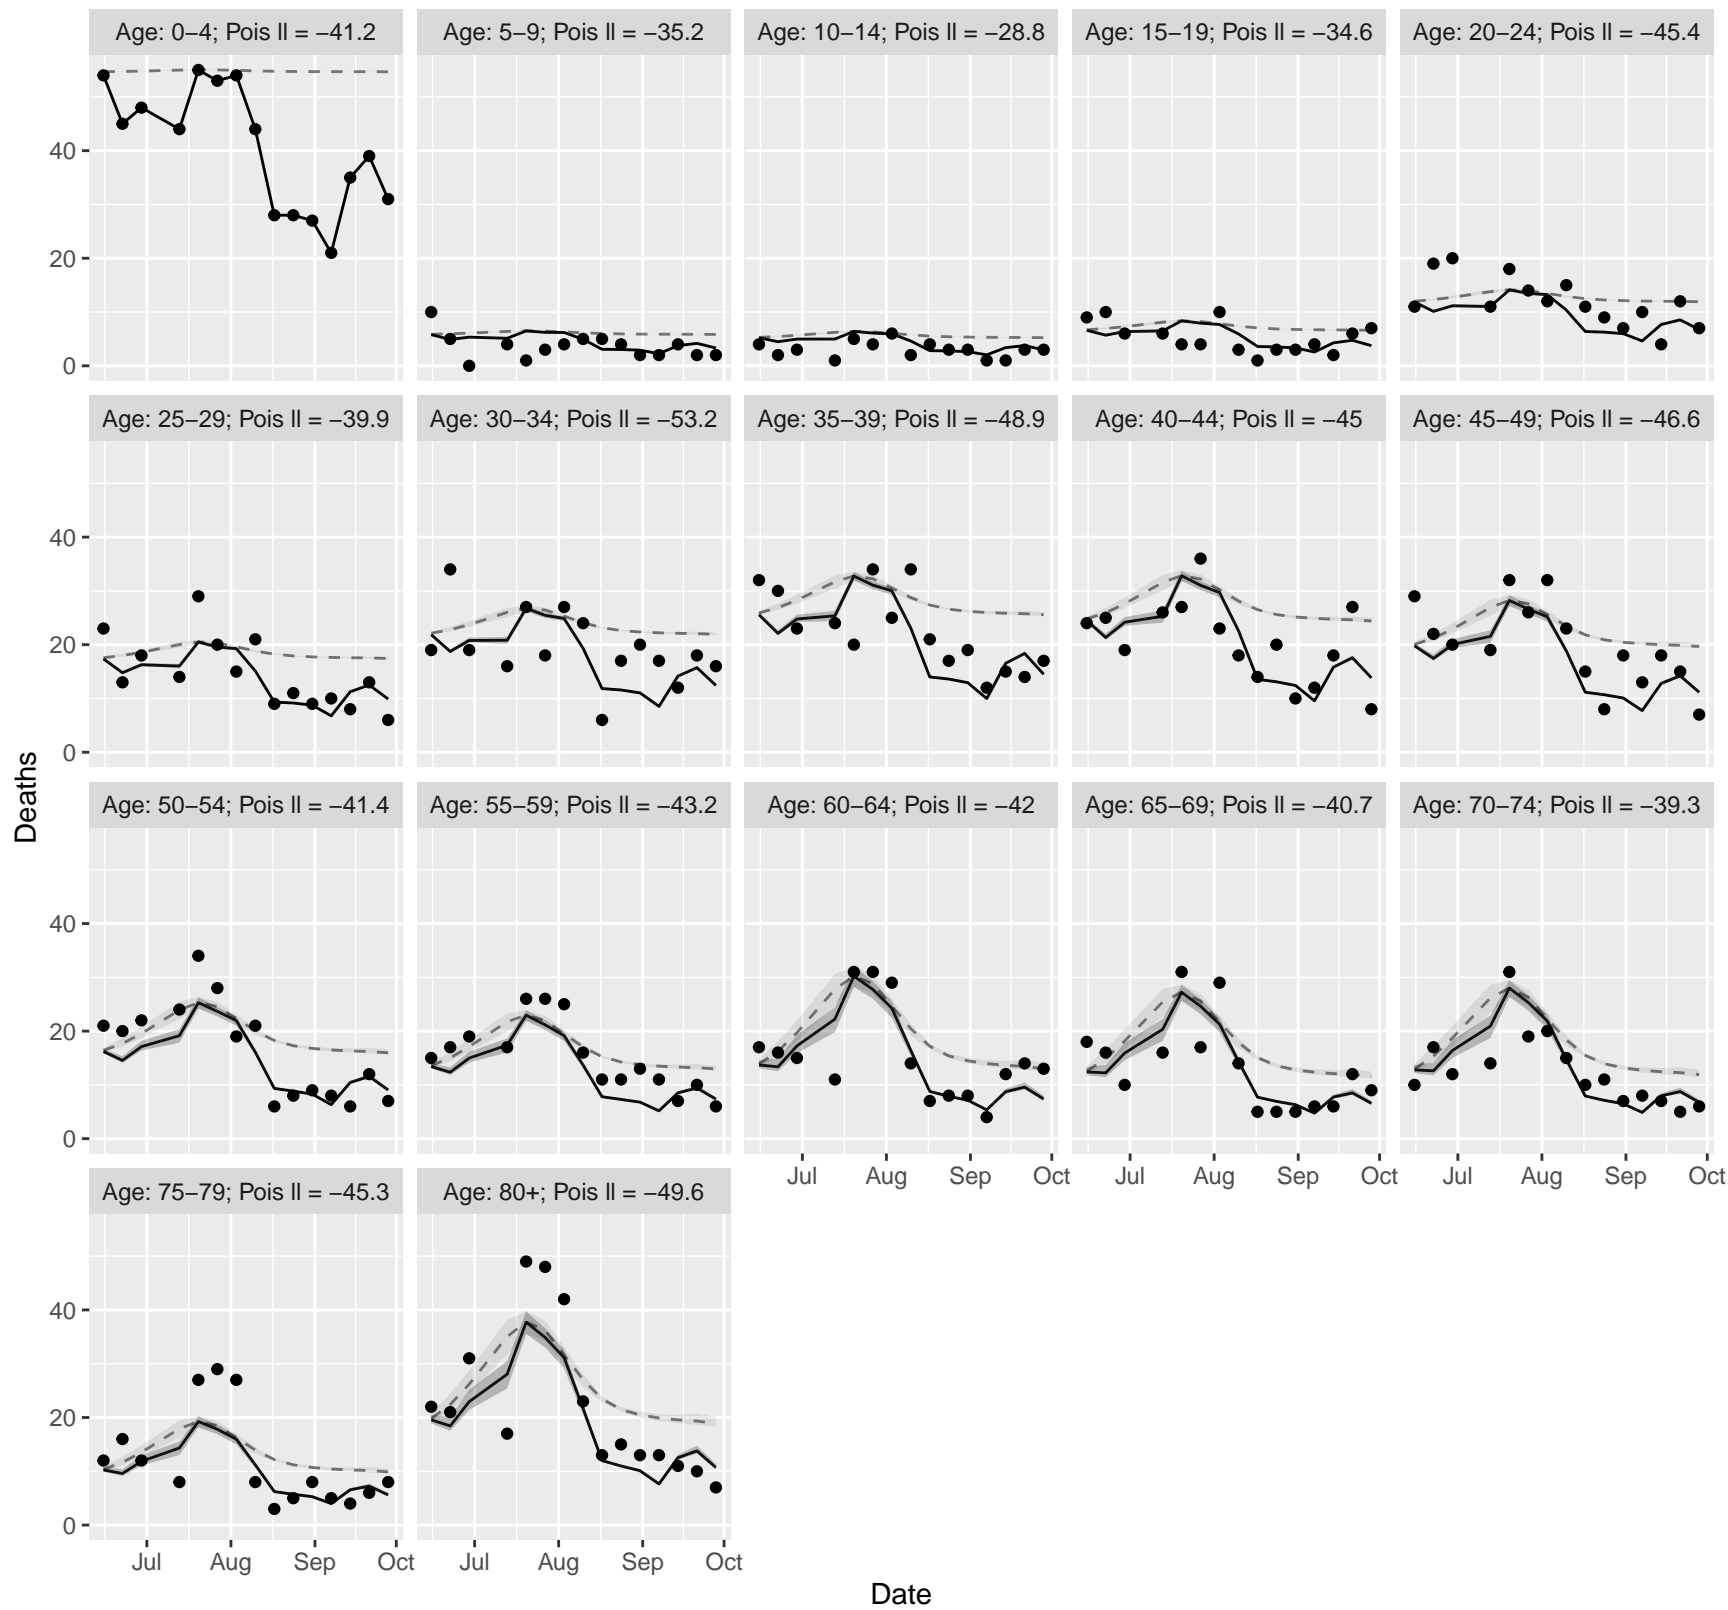 Age: 0−4; Pois ll = −41.2
Age: 5−9; Pois ll = −35.2
Age: 10−14; Pois ll = −28.8
Age: 15−19; Pois ll = −34.6
Age: 20−24; Pois ll = −45.4
40
20
0
Age: 25−29; Pois ll = −39.9
Age: 30−34; Pois ll = −53.2
Age: 35−39; Pois ll = −48.9
Age: 40−44; Pois ll = −45
Age: 45−49; Pois ll = −46.6
40
20
0
Deaths
Age: 50−54; Pois ll = −41.4
Age: 55−59; Pois ll = −43.2
Age: 60−64; Pois ll = −42
Age: 65−69; Pois ll = −40.7
Age: 70−74; Pois ll = −39.3
40
20
0
Jul Aug Sep Oct
Jul Aug Sep Oct
Jul Aug Sep Oct
Age: 75−79; Pois ll = −45.3
Age: 80+; Pois ll = −49.6
40
20
0
Jul Aug Sep Oct
Jul Aug Sep Oct
Date